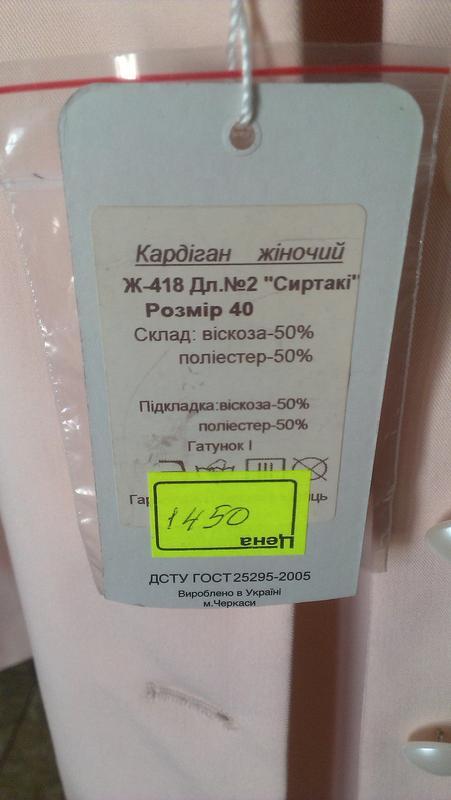 Кардіган жіночий
Ж-418 Дл.№2 "Сиртакі"
Розмір 40
Склад: віскоза-50%
поліестер-50%
Підкладка:віскоза-50%
поліестер-50%
Гатунок І
1450
Цена
ДСТУ ГОСТ 25295-2005
Вироблено в Україні
м.Черкаси